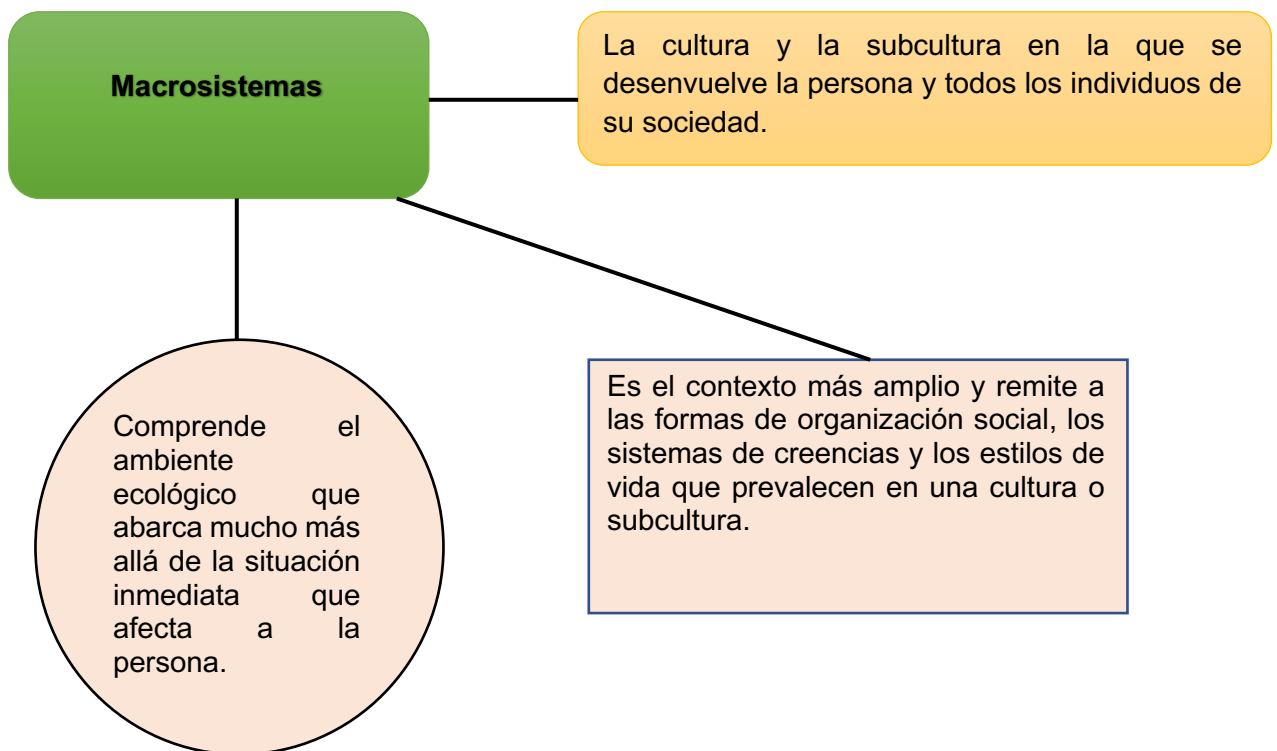 Macrosistemas
La cultura y la subcultura en la que se
desenvuelve la persona y todos los individuos de
su sociedad.
Comprende el
ambiente
ecológico que
abarca mucho más
allá de la situación
inmediata que
afecta a la
persona.
Es el contexto más amplio y remite a
las formas de organización social, los
sistemas de creencias y los estilos de
vida que prevalecen en una cultura o
subcultura.